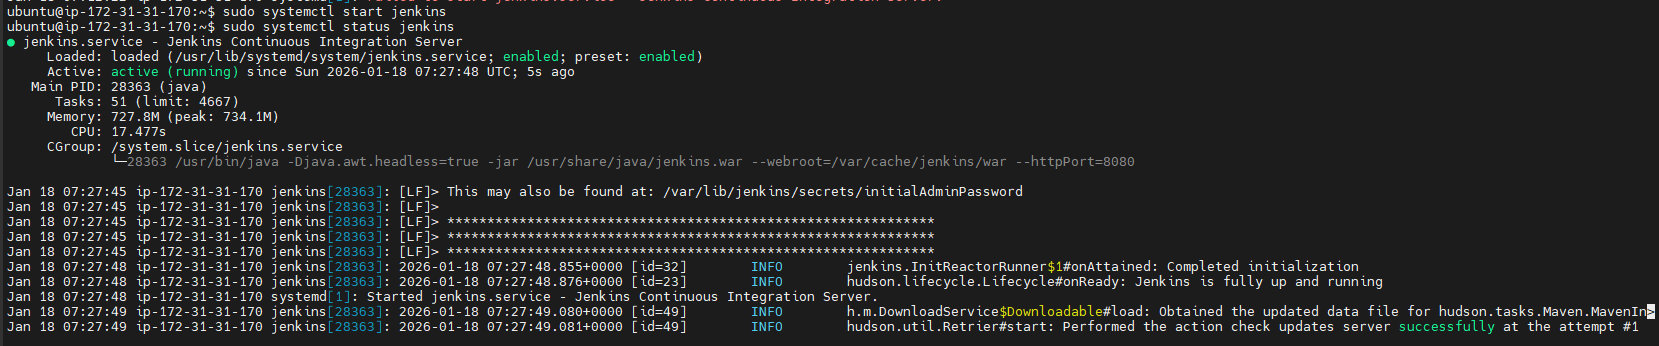 ubuntu@ip-172-31-31-170:~$ sudo systemctl start jenkins
ubuntu@ip-172-31-31-170:~$ sudo systemctl status jenkins
● jenkins.service - Jenkins Continuous Integration Server
Loaded: loaded (/usr/lib/systemd/system/jenkins.service; enabled; preset: enabled)
Active: active (running) since Sun 2026-01-18 07:27:48 UTC; 5s ago
Main PID: 28363 (java)
Tasks: 51 (limit: 4667)
Memory: 727.8M (peak: 734.1M)
CPU: 17.477s
CGroup: /system.slice/jenkins.service
└─28363 /usr/bin/java -Djava.awt.headless=true -jar /usr/share/java/jenkins.war --webroot=/var/cache/jenkins/war --httpPort=8080
Jan 18 07:27:45 ip-172-31-31-170 jenkins[28363]: [LF]> This may also be found at: /var/lib/jenkins/secrets/initialAdminPassword
Jan 18 07:27:45 ip-172-31-31-170 jenkins[28363]: [LF]>
Jan 18 07:27:45 ip-172-31-31-170 jenkins[28363]: [LF]> *************************************************************
Jan 18 07:27:45 ip-172-31-31-170 jenkins[28363]: [LF]> *************************************************************
Jan 18 07:27:45 ip-172-31-31-170 jenkins[28363]: [LF]> *************************************************************
Jan 18 07:27:48 ip-172-31-31-170 jenkins[28363]: 2026-01-18 07:27:48.855+0000 [id=32] INFO jenkins.InitReactorRunner$1#onAttained: Completed initialization
Jan 18 07:27:48 ip-172-31-31-170 jenkins[28363]: 2026-01-18 07:27:48.876+0000 [id=23] INFO hudson.lifecycle.Lifecycle#onReady: Jenkins is fully up and running
Jan 18 07:27:48 ip-172-31-31-170 systemd[1]: Started jenkins.service - Jenkins Continuous Integration Server.
Jan 18 07:27:49 ip-172-31-31-170 jenkins[28363]: 2026-01-18 07:27:49.080+0000 [id=49] INFO h.m.DownloadService$Downloadable#load: Obtained the updated data file for hudson.tasks.Maven.MavenIn>
Jan 18 07:27:49 ip-172-31-31-170 jenkins[28363]: 2026-01-18 07:27:49.081+0000 [id=49] INFO hudson.util.Retrier#start: Performed the action check updates server successfully at the attempt #1